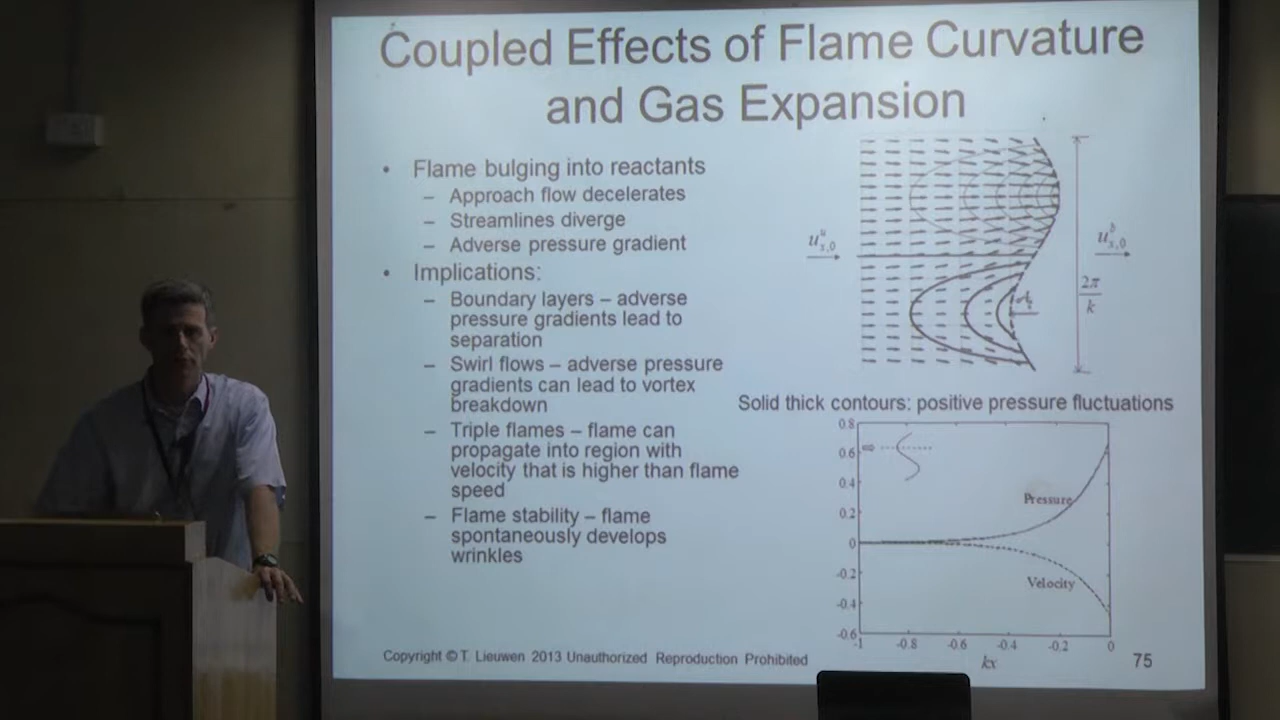 Coupled Effects of Flame Curvature
and Gas Expansion
• Flame bulging into reactants
– Approach flow decelerates
– Streamlines diverge
– Adverse pressure gradient
• Implications:
– Boundary layers – adverse
pressure gradients lead to
separation
– Swirl flows – adverse pressure
gradients can lead to vortex
breakdown
– Triple flames – flame can
propagate into region with
velocity that is higher than flame
speed
– Flame stability – flame
spontaneously develops
wrinkles
u^u_{x,0}
u^b_{x,0}
2π
k
Solid thick contours: positive pressure fluctuations
0.8
0.6
0.4
0.2
0
-0.2
-0.4
-0.6
Pressure
Velocity
-1 -0.8 -0.6 -0.4 -0.2 0
kx
Copyright © T. Lieuwen 2013 Unauthorized Reproduction Prohibited
75